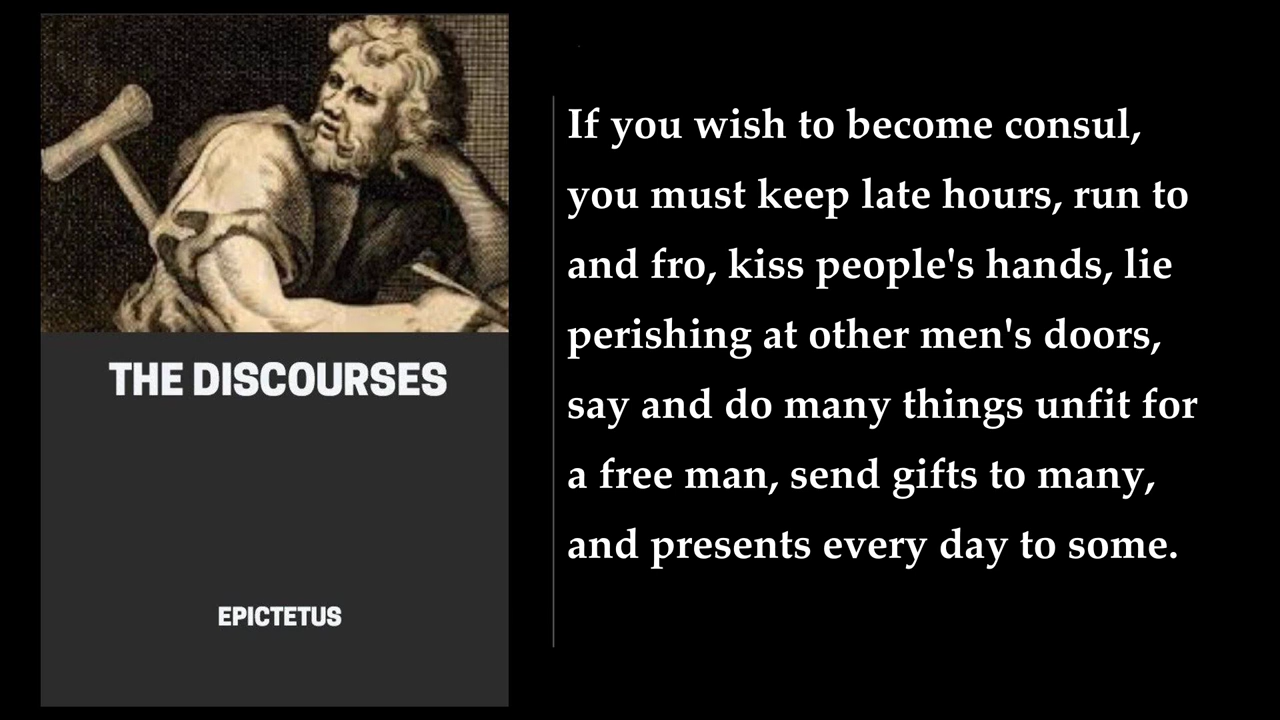 THE DISCOURSES
EPICTETUS
If you wish to become consul,
you must keep late hours, run to
and fro, kiss people's hands, lie
perishing at other men's doors,
say and do many things unfit for
a free man, send gifts to many,
and presents every day to some.